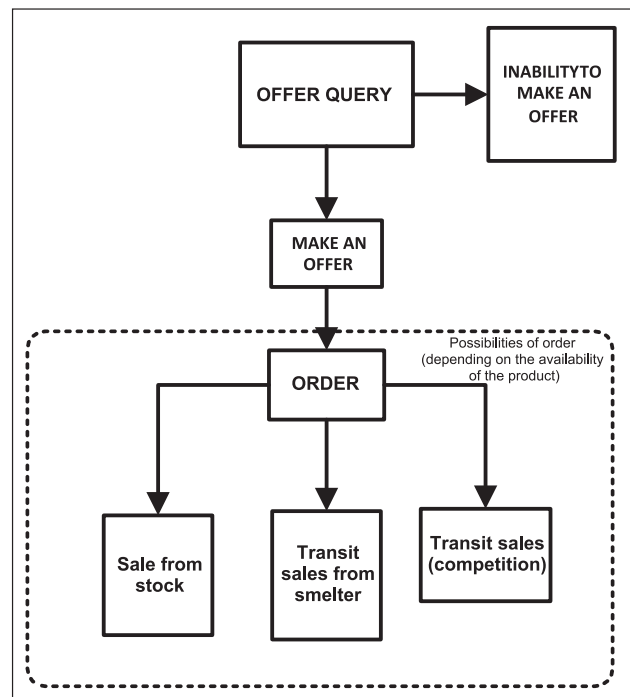 OFFER QUERY
INABILITYTO
MAKE AN
OFFER
MAKE AN
OFFER
Possibilities of order
(depending on the availability
of the product)
ORDER
Sale from
stock
Transit
sales from
smelter
Transit sales
(competition)